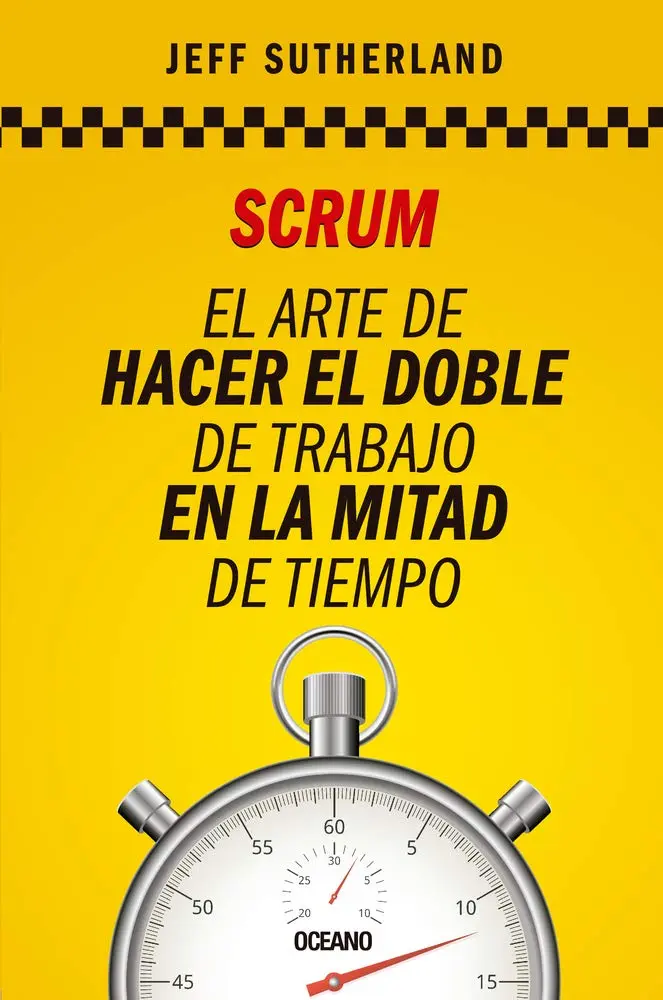 JEFF SUTHERLAND
SCRUM
EL ARTE DE
HACER EL DOBLE
DE TRABAJO
EN LA MITAD
DE TIEMPO
60
55
5
30
25
5
20
10
50
10
OCEANO
45
15